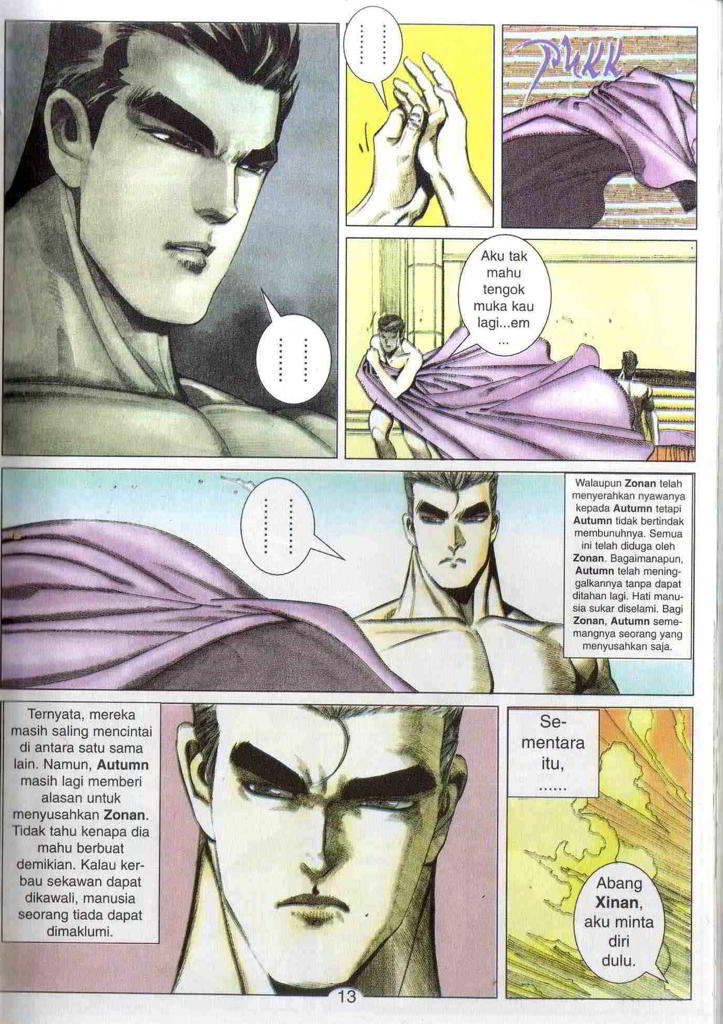 ......
......
......
......
PUKK
Aku tak
mahu
tengok
muka kau
lagi...em
...
......
......
Walaupun Zonan telah
menyerahkan nyawanya
kepada Autumn tetapi
Autumn tidak bertindak
membunuhnya. Semua
ini telah diduga oleh
Zonan. Bagaimanapun,
Autumn telah mening-
galkannya tanpa dapat
ditahan lagi. Hati manu-
sia sukar diselami. Bagi
Zonan, Autumn seme-
mangnya seorang yang
menyusahkan saja.
Ternyata, mereka
masih saling mencintai
di antara satu sama
lain. Namun, Autumn
masih lagi memberi
alasan untuk
menyusahkan Zonan.
Tidak tahu kenapa dia
mahu berbuat
demikian. Kalau ker-
bau sekawan dapat
dikawali, manusia
seorang tiada dapat
dimaklumi.
Se-
mentara
itu,
......
Abang
Xinan,
aku minta
diri
dulu.
13